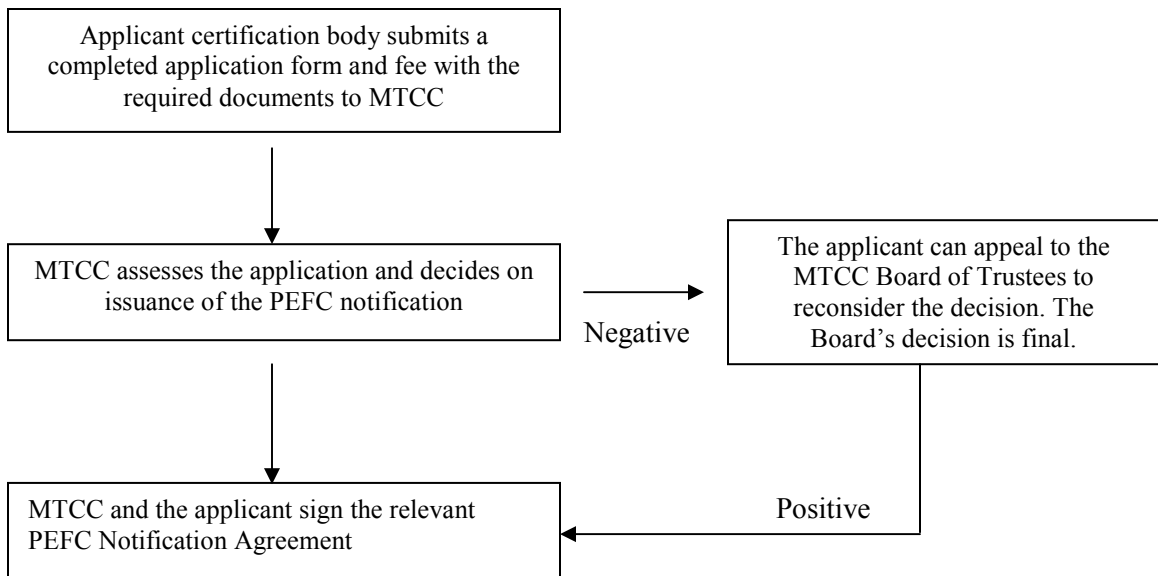 Applicant certification body submits a
completed application form and fee with the
required documents to MTCC
MTCC assesses the application and decides on
issuance of the PEFC notification
Negative
The applicant can appeal to the
MTCC Board of Trustees to
reconsider the decision. The
Board’s decision is final.
Positive
MTCC and the applicant sign the relevant
PEFC Notification Agreement